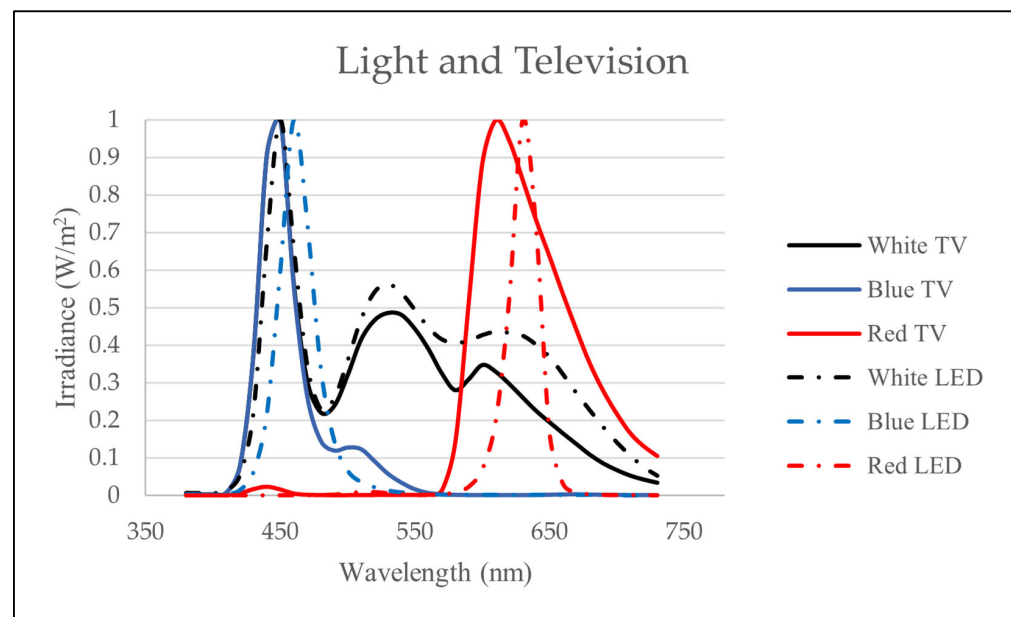 Light and Television
1
0.9
0.8
0.7
0.6
0.5
0.4
0.3
0.2
0.1
0
Irradiance (W/m²)
350 450 550 650 750
Wavelength (nm)
White TV
Blue TV
Red TV
White LED
Blue LED
Red LED